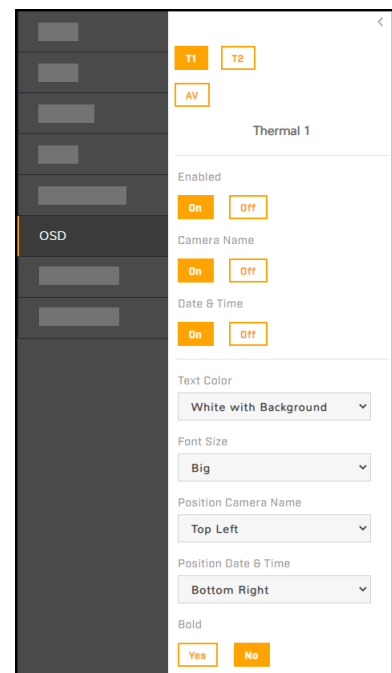 T1 T2
AV
Thermal 1
Enabled
On Off
OSD
Camera Name
On Off
Date & Time
On Off
Text Color
White with Background
Font Size
Big
Position Camera Name
Top Left
Position Date & Time
Bottom Right
Bold
Yes No